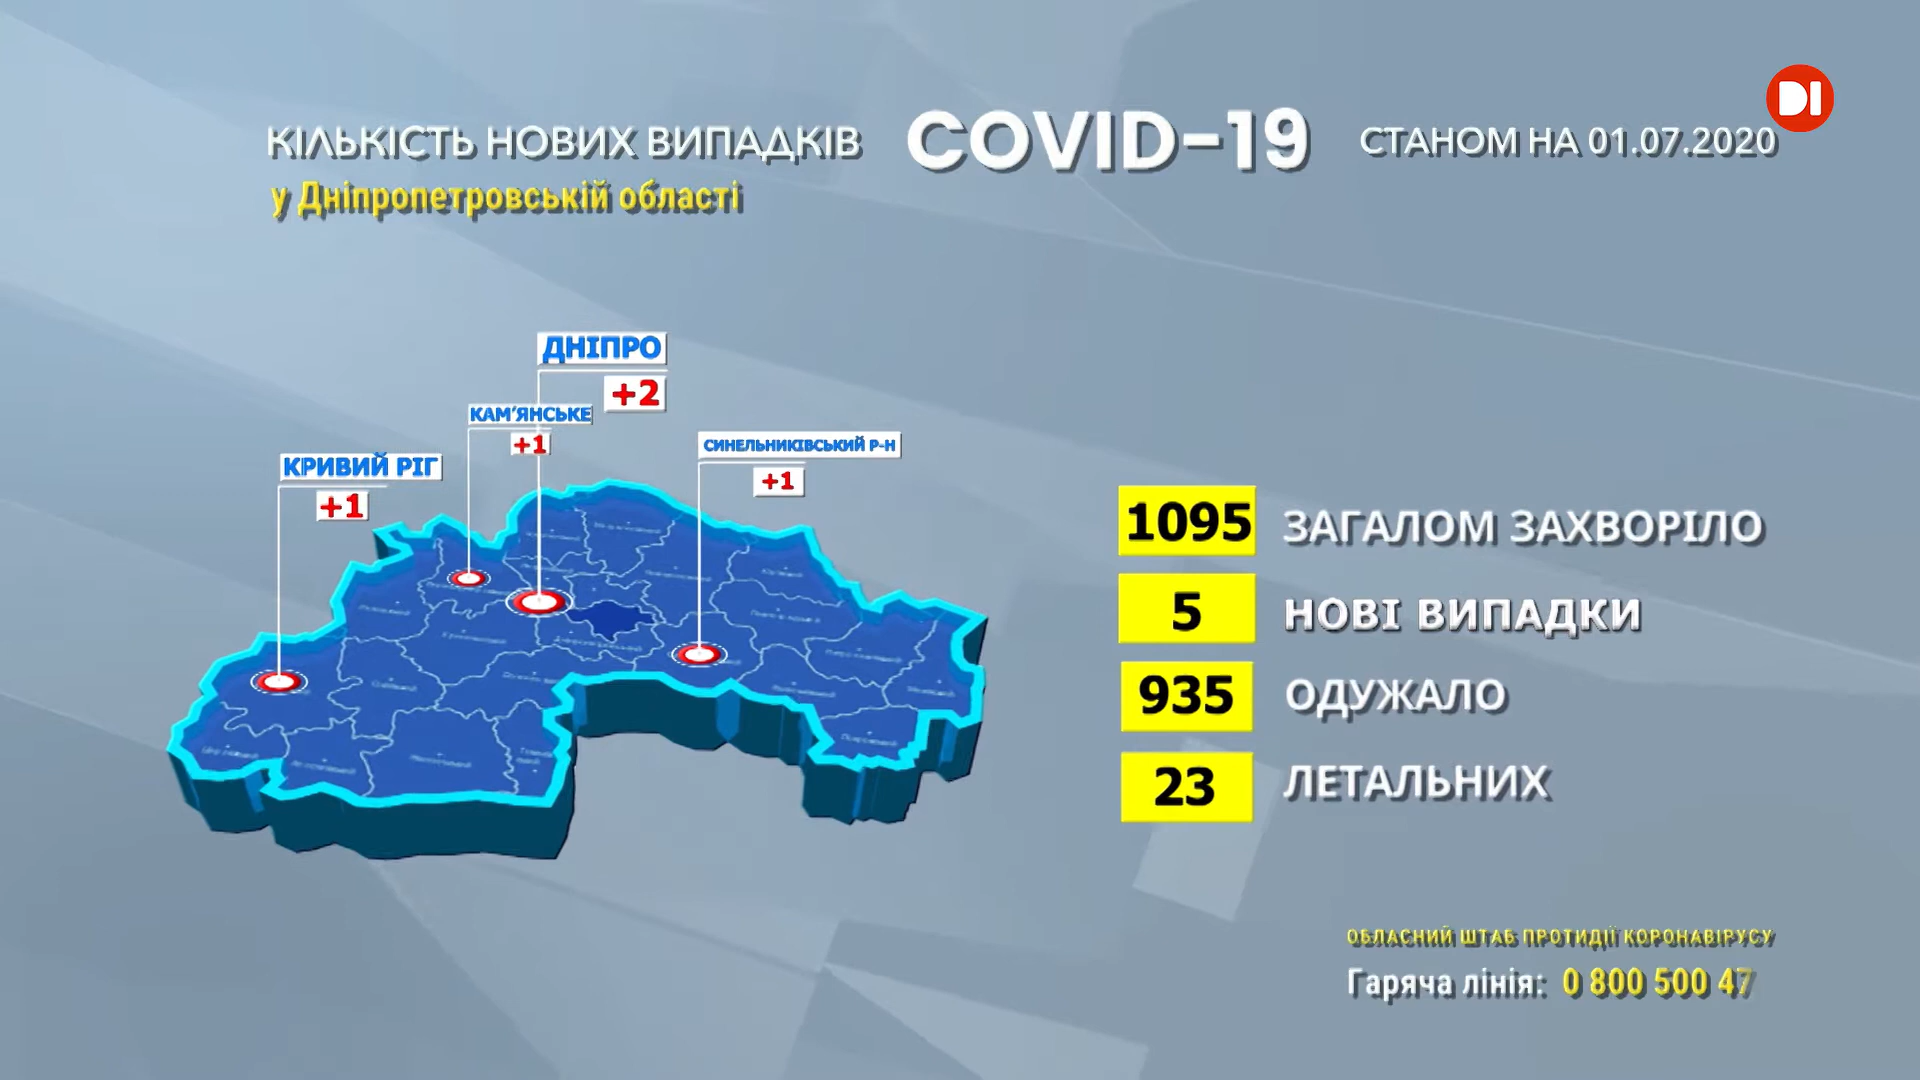 DI
КІЛЬКІСТЬ НОВИХ ВИПАДКІВ COVID-19 СТАНОМ НА 01.07.2020
у Дніпропетровській області
ДНІПРО
+2
КАМ'ЯНСЬКЕ
+1
СИНЕЛЬНИКІВСЬКИЙ Р-Н
+1
КРИВИЙ РІГ
+1
1095 ЗАГАЛОМ ЗАХВОРІЛО
5 НОВІ ВИПАДКИ
935 ОДУЖАЛО
23 ЛЕТАЛЬНИХ
ОБЛАСНИЙ ШТАБ ПРОТИДІЇ КОРОНАВІРУСУ
Гаряча лінія: 0 800 500 47